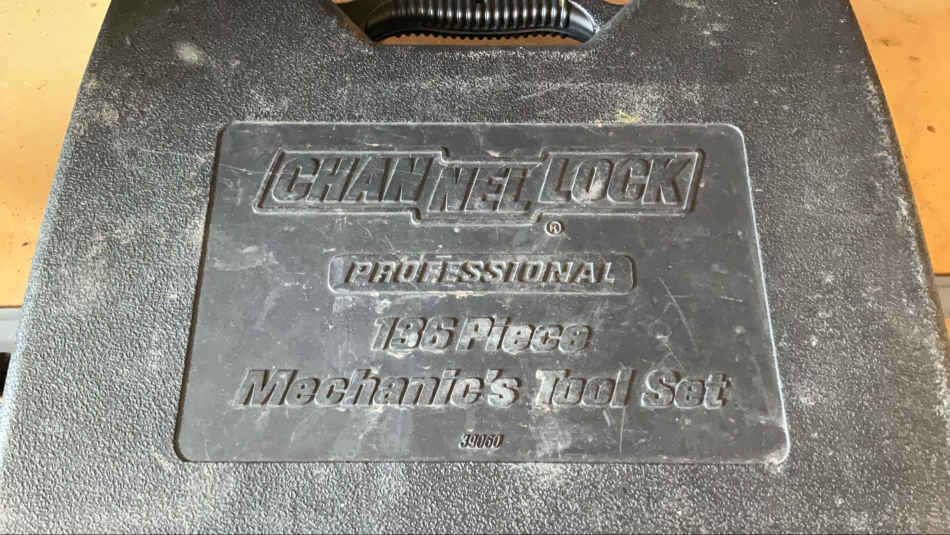 CHANNELLOCK
®
PROFESSIONAL
136 Piece
Mechanic's Tool Set
39060